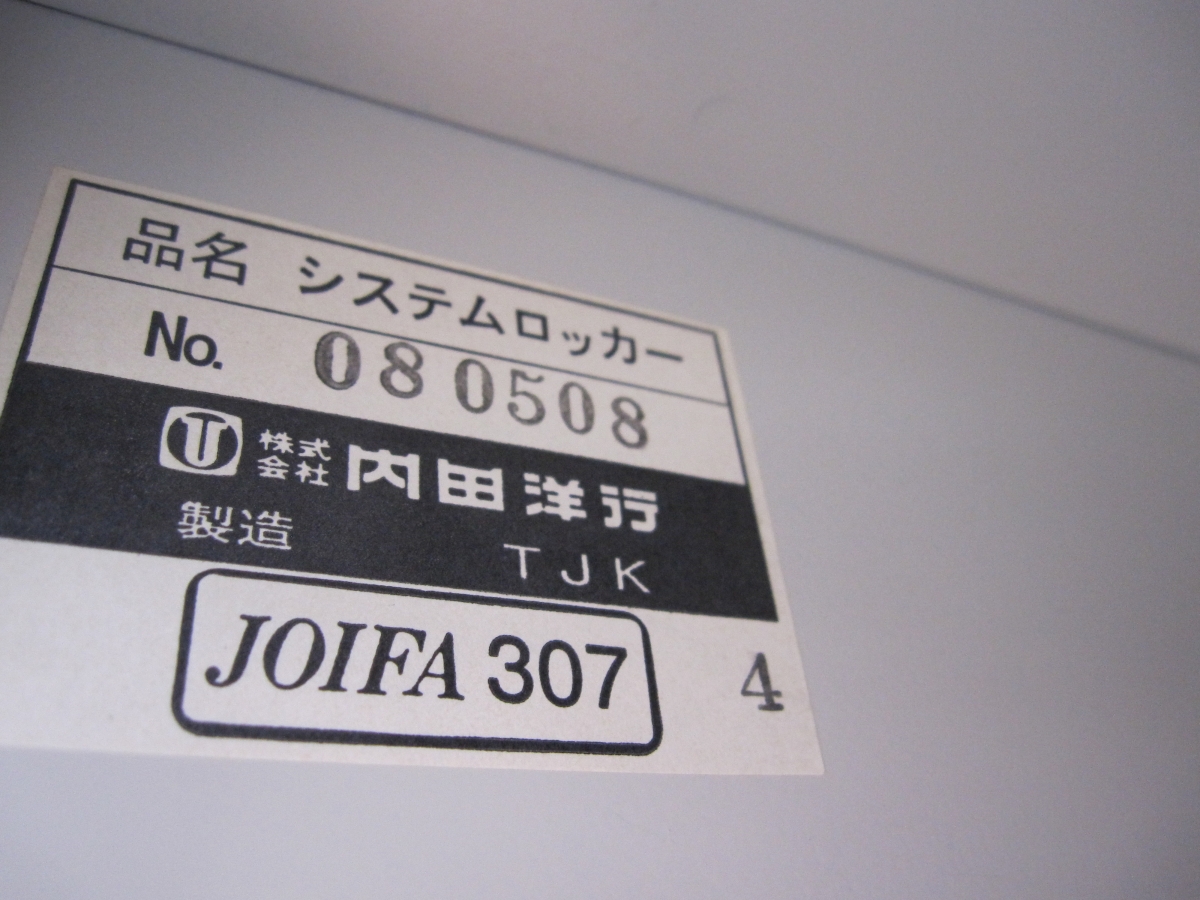 品名 システムロッカー
No. 080508
株式会社 内田洋行
製造 TJK
JOIFA 307
4